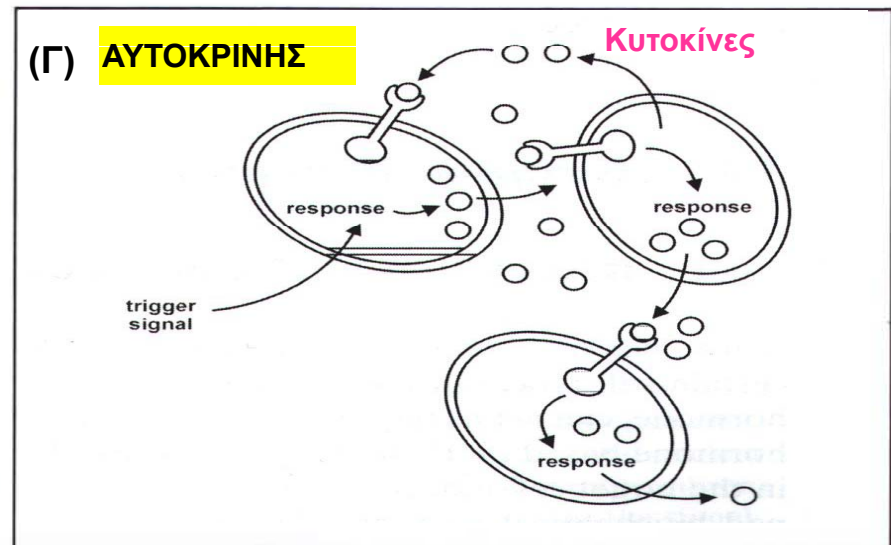 (Γ) ΑΥΤΟΚΡΙΝΗΣ
Κυτοκίνες
response
response
trigger
signal
response